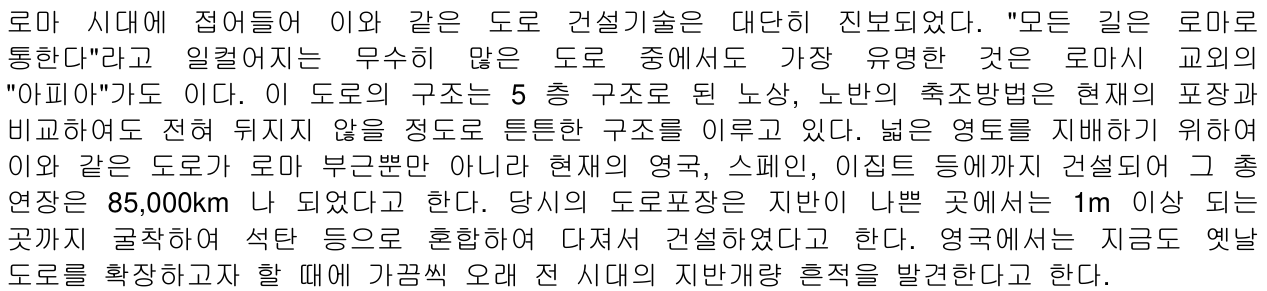 로마 시대에 접어들어 이와 같은 도로 건설기술은 대단히 진보되었다. "모든 길은 로마로
통한다"라고 일컬어지는 무수히 많은 도로 중에서도 가장 유명한 것은 로마시 교외의
"아피아"가도 이다. 이 도로의 구조는 5 층 구조로 된 노상, 노반의 축조방법은 현재의 포장과
비교하여도 전혀 뒤지지 않을 정도로 튼튼한 구조를 이루고 있다. 넓은 영토를 지배하기 위하여
이와 같은 도로가 로마 부근뿐만 아니라 현재의 영국, 스페인, 이집트 등에까지 건설되어 그 총
연장은 85,000km 나 되었다고 한다. 당시의 도로포장은 지반이 나쁜 곳에서는 1m 이상 되는
곳까지 굴착하여 석탄 등으로 혼합하여 다져서 건설하였다고 한다. 영국에서는 지금도 옛날
도로를 확장하고자 할 때에 가끔씩 오래 전 시대의 지반개량 흔적을 발견한다고 한다.